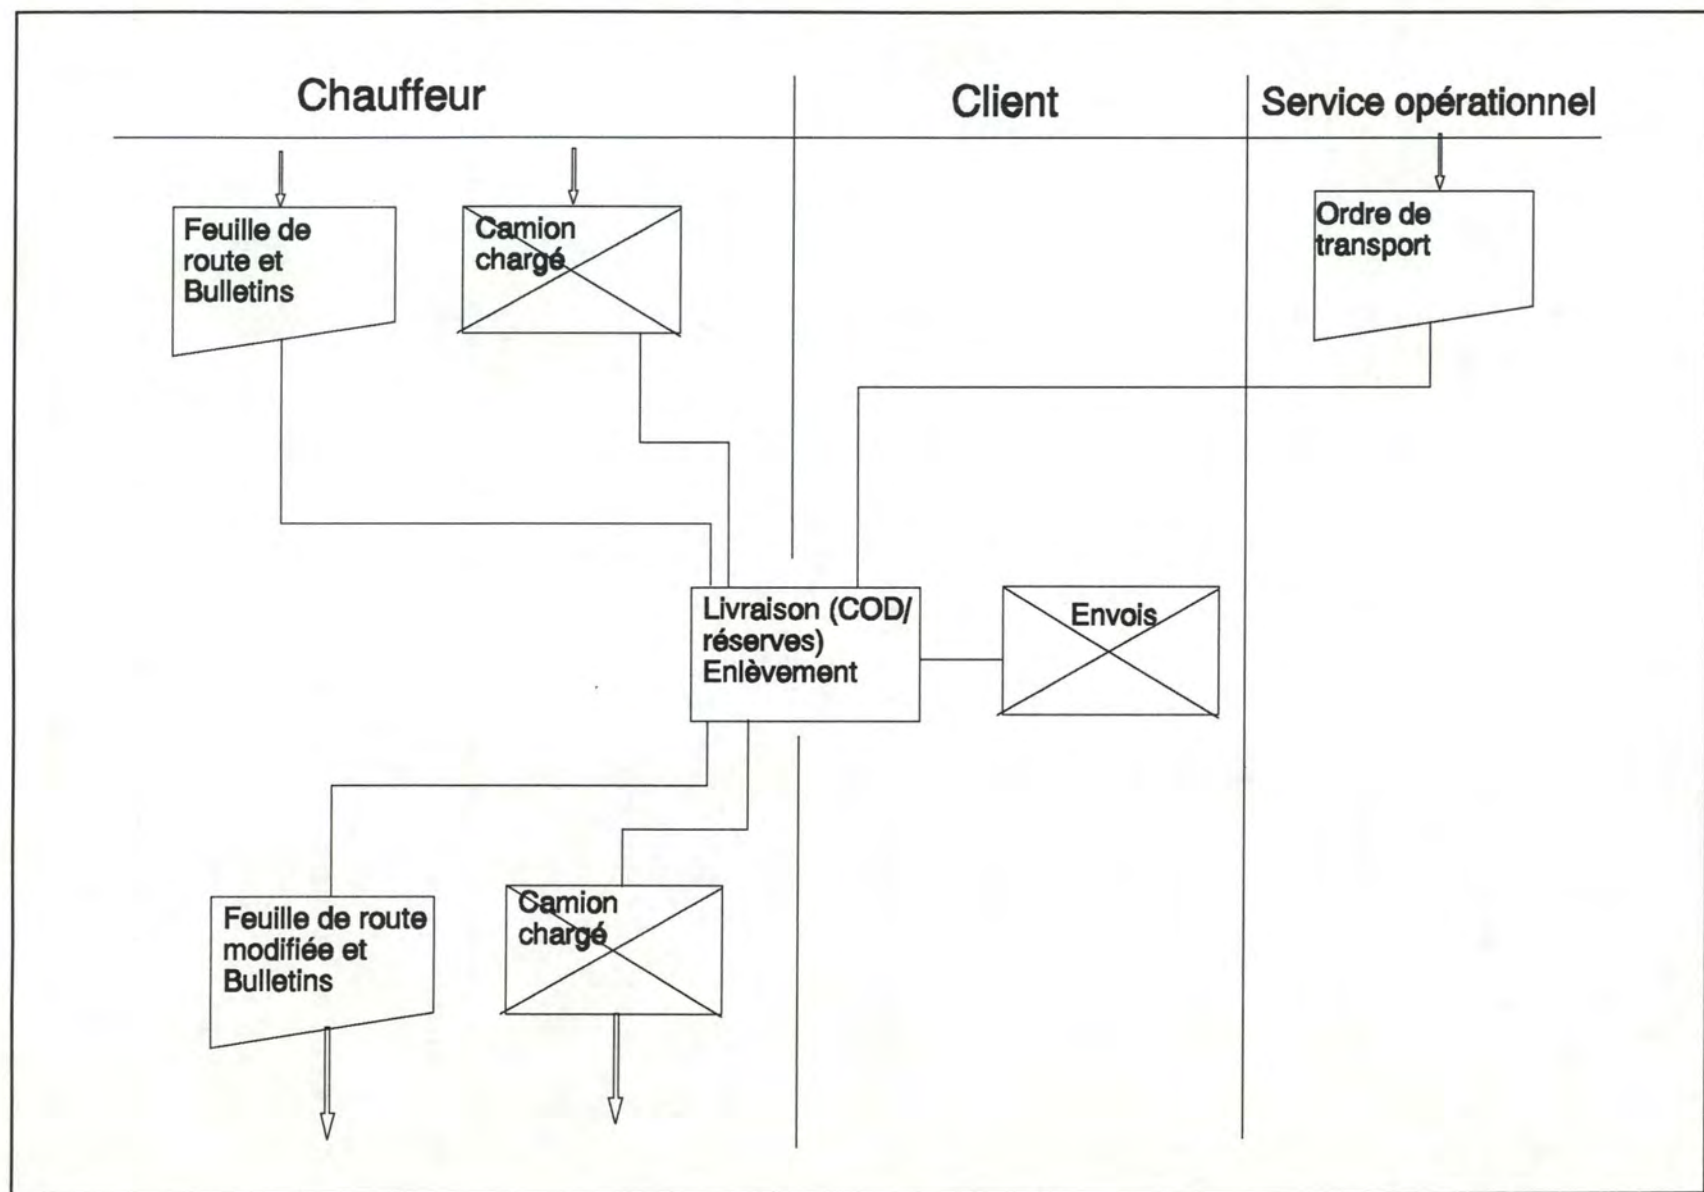 Chauffeur
Client
Service opérationnel
Feuille de
route et
Bulletins
Camion
chargé
Ordre de
transport
Livraison (COD/
réserves)
Enlèvement
Envois
Feuille de route
modifiée et
Bulletins
Camion
chargé